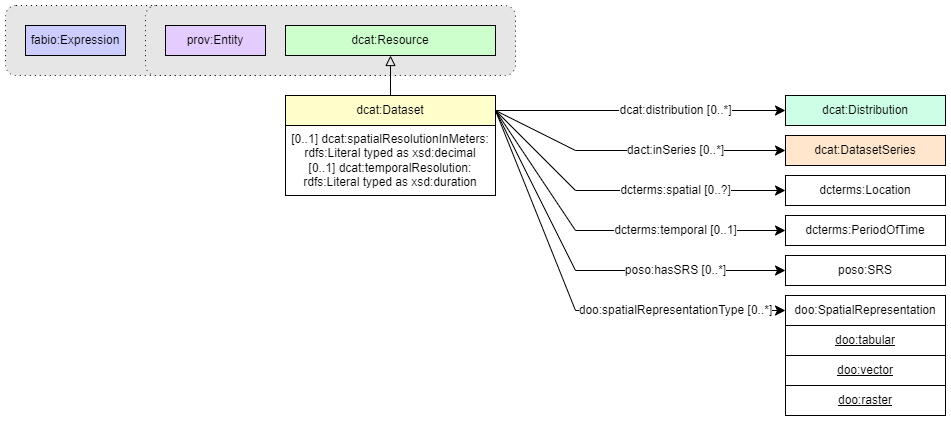 fabio:Expression
prov:Entity
dcat:Resource
dcat:Dataset
[0..1] dcat:spatialResolutionInMeters:
rdfs:Literal typed as xsd:decimal
[0..1] dcat:temporalResolution:
rdfs:Literal typed as xsd:duration
dcat:distribution [0..*]
dcat:Distribution
dact:inSeries [0..*]
dcat:DatasetSeries
dcterms:spatial [0..?]
dcterms:Location
dcterms:temporal [0..1]
dcterms:PeriodOfTime
poso:hasSRS [0..*]
poso:SRS
doo:spatialRepresentationType [0..*]
doo:SpatialRepresentation
doo:tabular
doo:vector
doo:raster